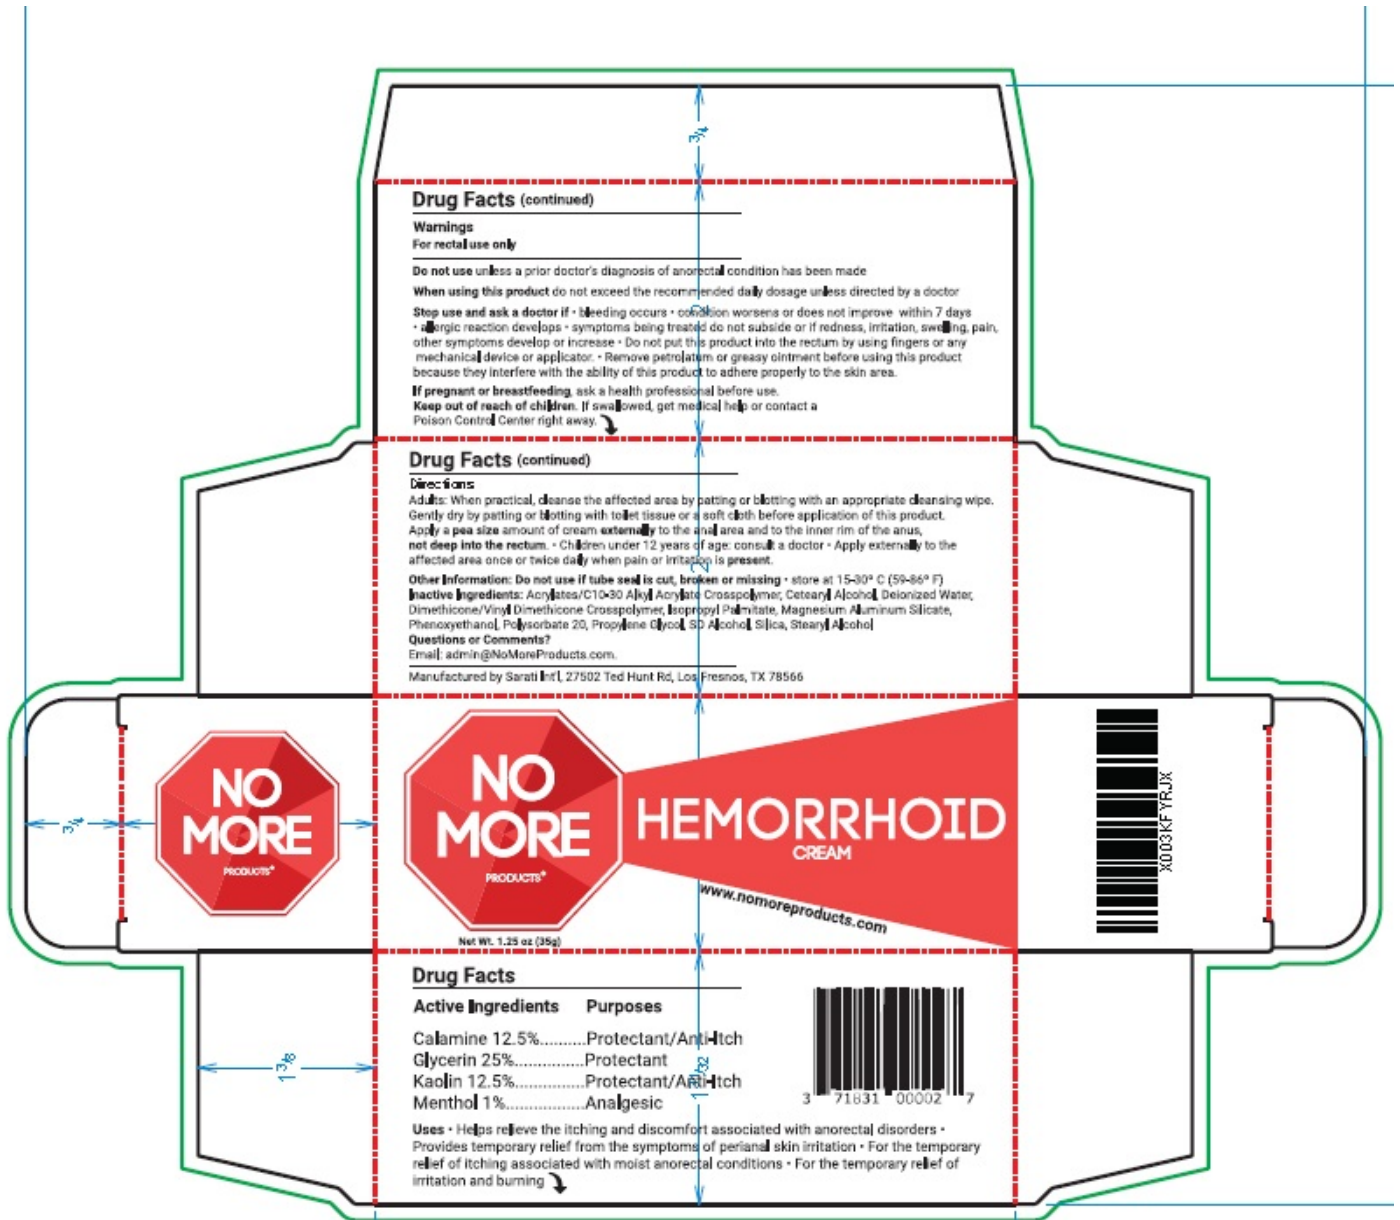 3/4
Drug Facts (continued)
Warnings
For rectal use only
Do not use unless a prior doctor's diagnosis of anorectal condition has been made
When using this product do not exceed the recommended daily dosage unless directed by a doctor
Stop use and ask a doctor if • bleeding occurs • condition worsens or does not improve within 7 days
• allergic reaction develops • symptoms being treated do not subside or if redness, irritation, swelling, pain,
other symptoms develop or increase • Do not put this product into the rectum by using fingers or any
mechanical device or applicator. • Remove petrolatum or greasy ointment before using this product
because they interfere with the ability of this product to adhere properly to the skin area.
If pregnant or breastfeeding, ask a health professional before use.
Keep out of reach of children. If swallowed, get medical help or contact a
Poison Control Center right away.
2
Drug Facts (continued)
Directions
Adults: When practical, cleanse the affected area by patting or blotting with an appropriate cleansing wipe.
Gently dry by patting or blotting with toilet tissue or a soft cloth before application of this product.
Apply a pea size amount of cream externally to the anal area and to the inner rim of the anus,
not deep into the rectum. • Children under 12 years of age: consult a doctor • Apply externally to the
affected area once or twice daily when pain or irritation is present.
2
Other Information: Do not use if tube seal is cut, broken or missing • store at 15-30° C (59-86° F)
Inactive Ingredients: Acrylates/C10-30 Alkyl Acrylate Crosspolymer, Cetearyl Alcohol, Deionized Water,
Dimethicone/Vinyl Dimethicone Crosspolymer, Isopropyl Palmitate, Magnesium Aluminum Silicate,
Phenoxyethanol, Polysorbate 20, Propylene Glycol, SD Alcohol, Silica, Stearyl Alcohol
Questions or Comments?
Email: admin@NoMoreProducts.com.
Manufactured by Sarati Int'l, 27502 Ted Hunt Rd, Los Fresnos, TX 78566
3/4
NO
MORE
PRODUCTS®
NO
MORE
PRODUCTS®
Net Wt. 1.25 oz (35g)
HEMORRHOID
CREAM
www.nomoreproducts.com
X003KFYRJX
Drug Facts
Active Ingredients Purposes
Calamine 12.5%..........Protectant/Anti-Itch
Glycerin 25%...............Protectant
Kaolin 12.5%...............Protectant/Anti-Itch
Menthol 1%.................Analgesic
3 71831 00002 7
1 3/8
Uses • Helps relieve the itching and discomfort associated with anorectal disorders •
Provides temporary relief from the symptoms of perianal skin irritation • For the temporary
relief of itching associated with moist anorectal conditions • For the temporary relief of
irritation and burning